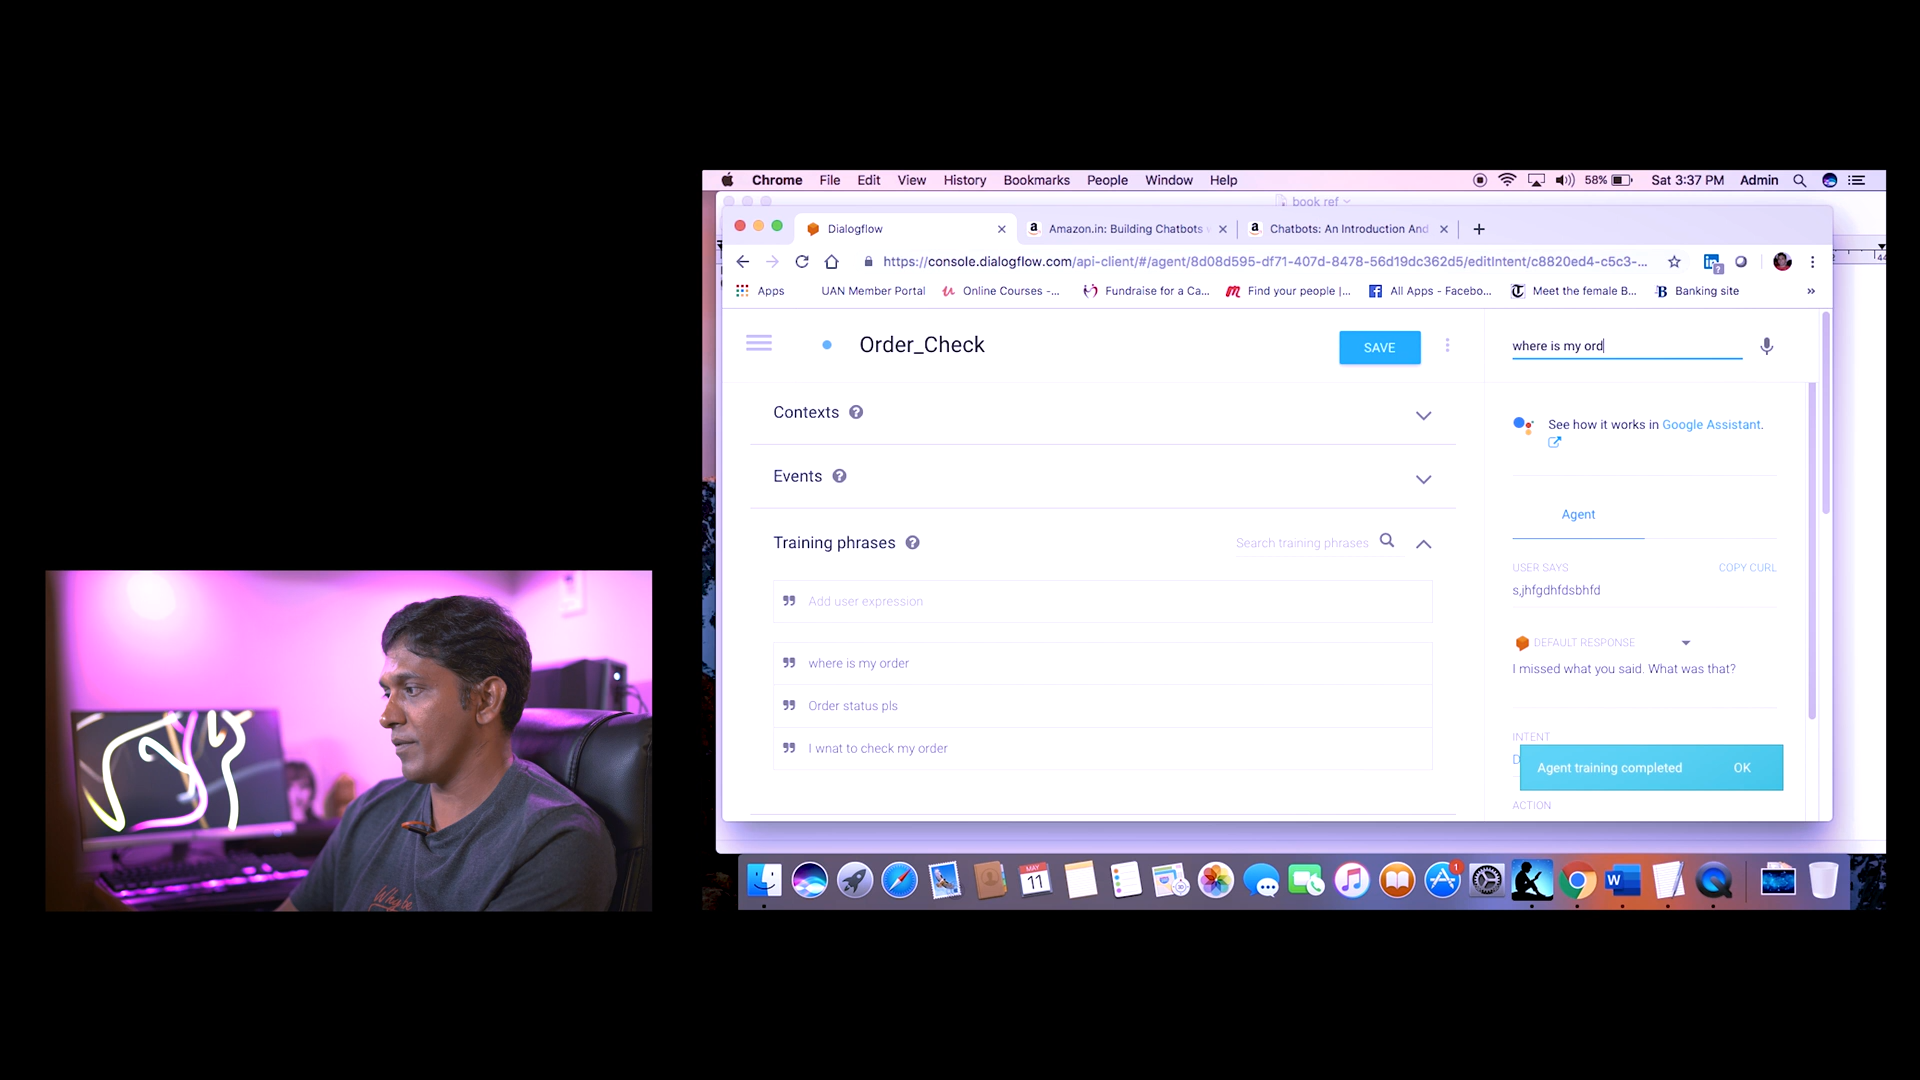 Chrome File Edit View History Bookmarks People Window Help 58% Sat 3:37 PM Admin
book ref
Dialogflow Amazon.in: Building Chatbots Chatbots: An Introduction And
https://console.dialogflow.com/api-client/#/agent/8d08d595-df71-407d-8478-56d19dc362d5/editIntent/c8820ed4-c5c3-...
Apps UAN Member Portal Online Courses -... Fundraise for a Ca... Find your people |... All Apps - Facebo... Meet the female B... Banking site »
Order_Check SAVE
where is my ord
Contexts
Events
Training phrases Search training phrases
Add user expression
where is my order
Order status pls
I wnat to check my order
See how it works in Google Assistant.
Agent
USER SAYS COPY CURL
s,jhfgdhfdsbhfd
DEFAULT RESPONSE
I missed what you said. What was that?
INTENT
D
Agent training completed OK
ACTION
MAY
11
1
W